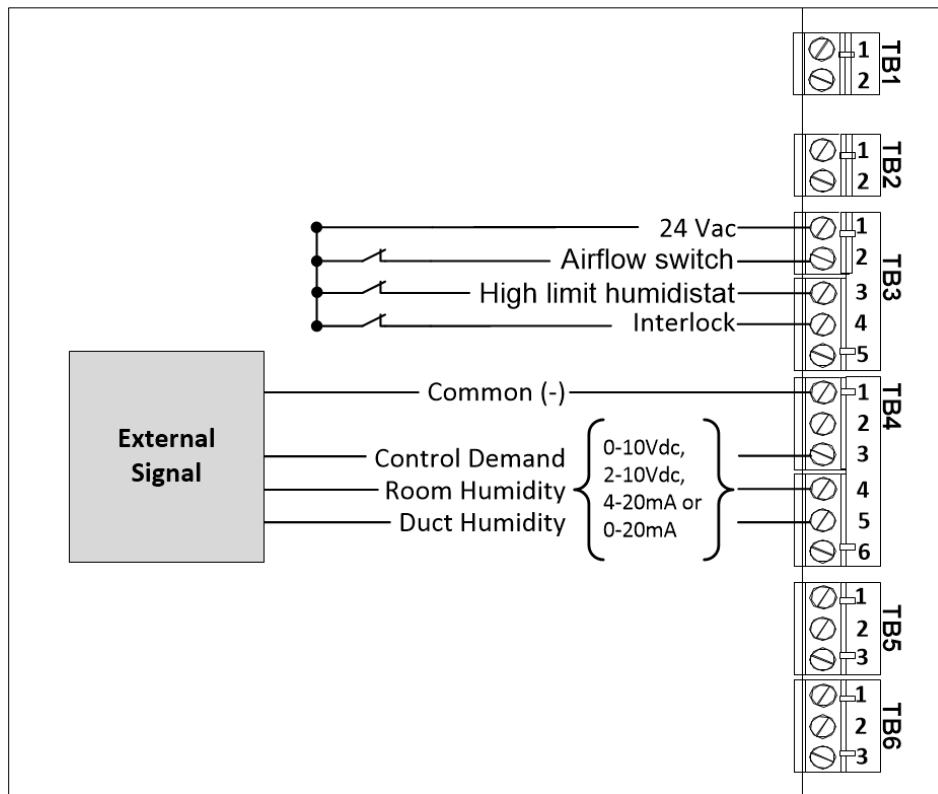 1
2
TB1
1
2
TB2
24 Vac
1
Airflow switch
2
High limit humidistat
3
Interlock
4
5
TB3
External
Signal
Common (-)
1
2
Control Demand
3
Room Humidity
4
Duct Humidity
5
6
TB4
0-10Vdc,
2-10Vdc,
4-20mA or
0-20mA
1
2
3
TB5
1
2
3
TB6